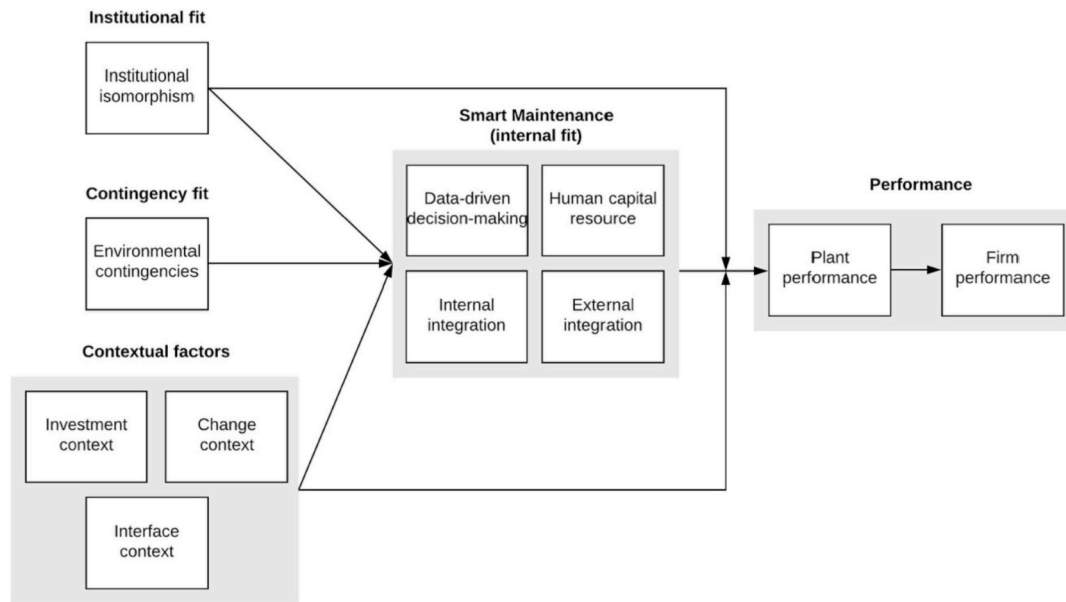 Institutional fit
Institutional
isomorphism
Contingency fit
Environmental
contingencies
Contextual factors
Investment
context
Change
context
Interface
context
Smart Maintenance
(internal fit)
Data-driven
decision-making
Human capital
resource
Internal
integration
External
integration
Performance
Plant
performance
Firm
performance